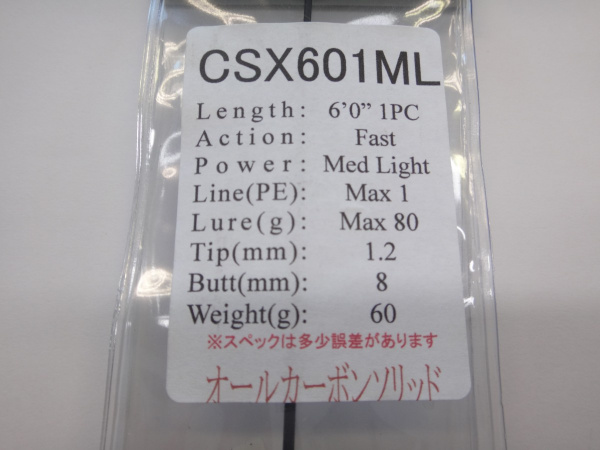 CSX601ML
Length: 6’0” 1PC
Action: Fast
Power: Med Light
Line(PE): Max 1
Lure(g): Max 80
Tip(mm): 1.2
Butt(mm): 8
Weight(g): 60
※スペックは多少誤差があります
オールカーボンソリッド